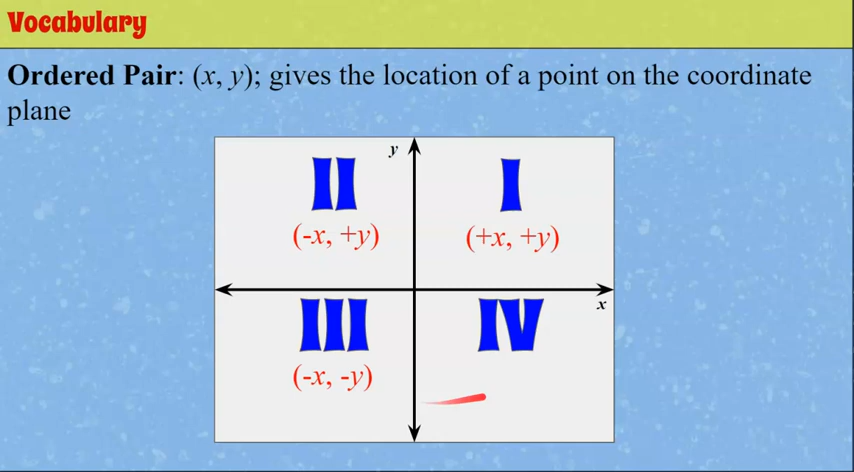 Vocabulary
Ordered Pair: (x, y); gives the location of a point on the coordinate
plane
y
II
I
(-x, +y)
(+x, +y)
x
III
IV
(-x, -y)